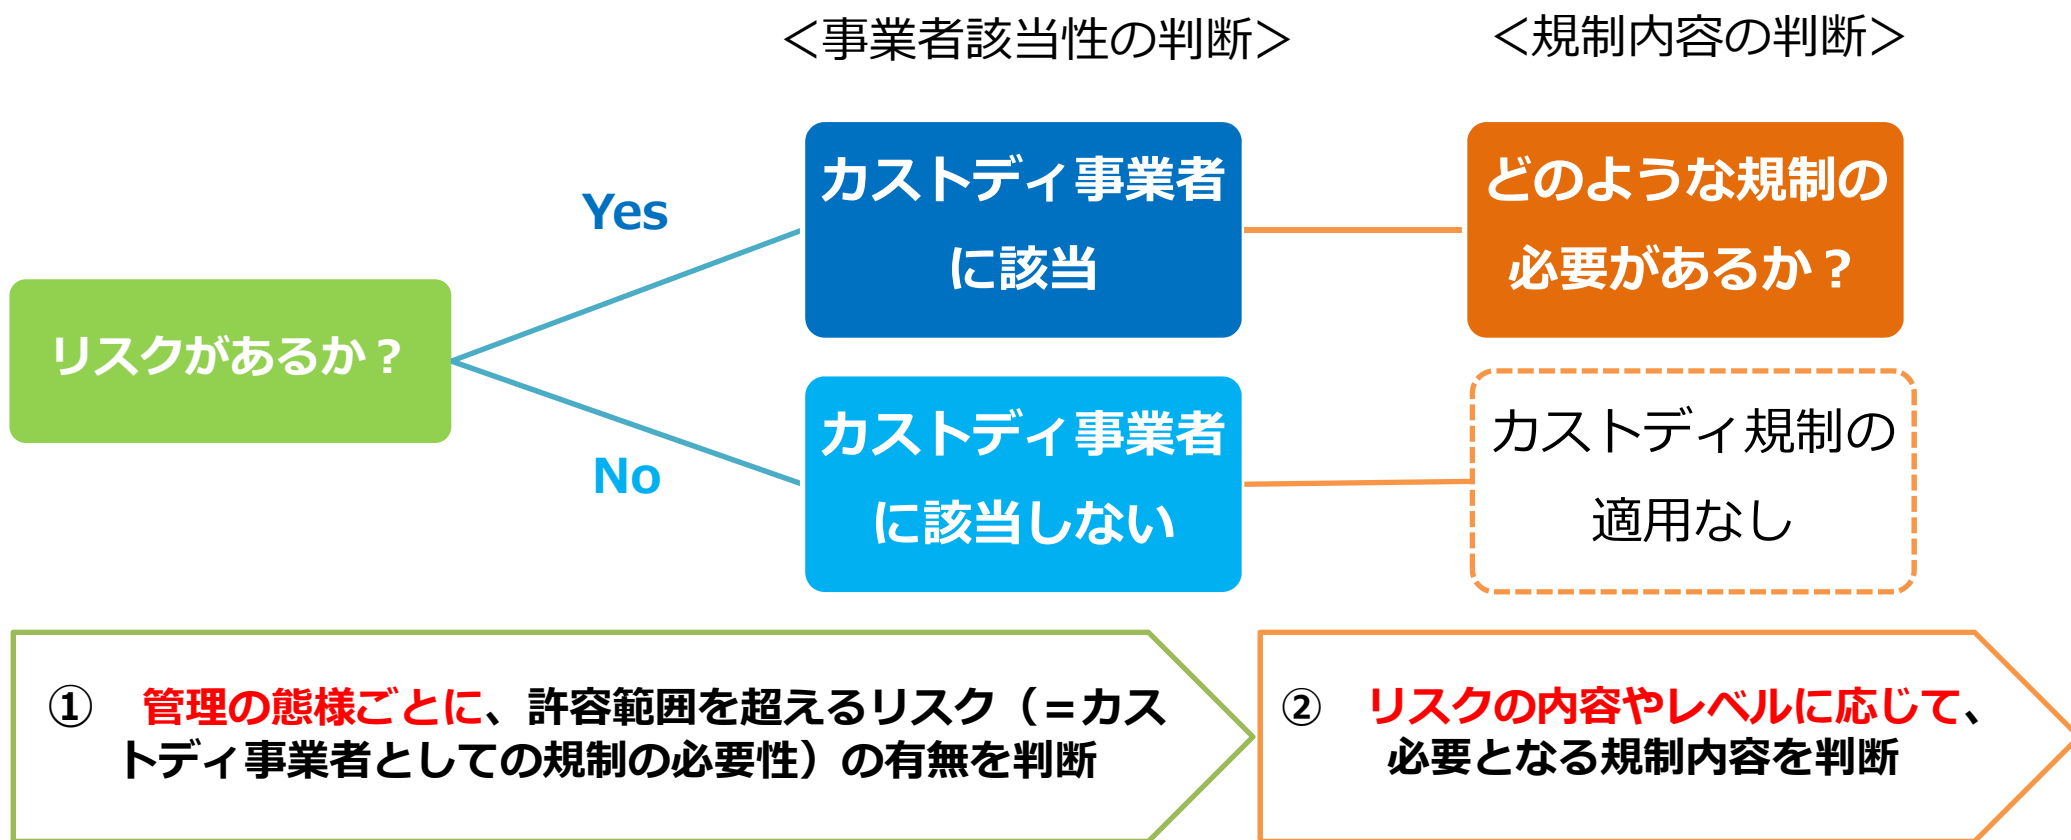 ＜事業者該当性の判断＞
＜規制内容の判断＞
リスクがあるか？
Yes
No
カストディ事業者
に該当
どのような規制の
必要があるか？
カストディ事業者
に該当しない
カストディ規制の
適用なし
① 管理の態様ごとに、許容範囲を超えるリスク（＝カス
トディ事業者としての規制の必要性）の有無を判断
② リスクの内容やレベルに応じて、
必要となる規制内容を判断